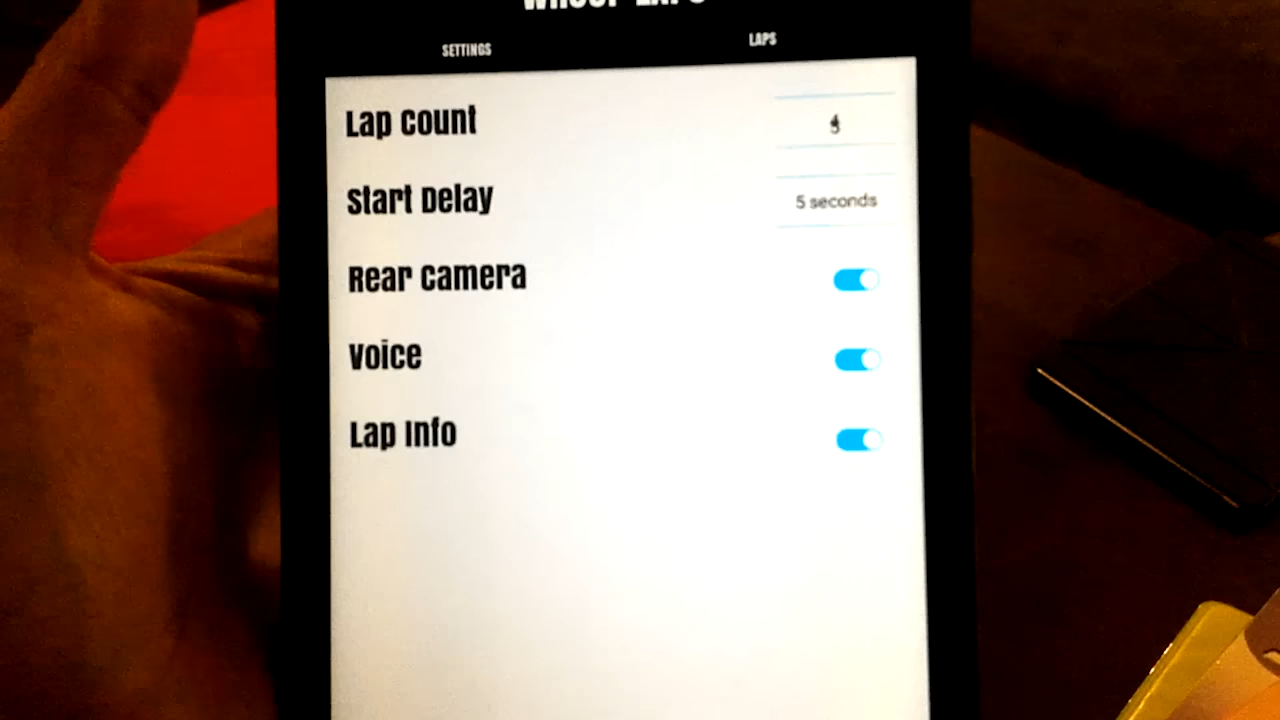 SETTINGS
LAPS
Lap Count
Start Delay
5 seconds
Rear Camera
Voice
Lap Info